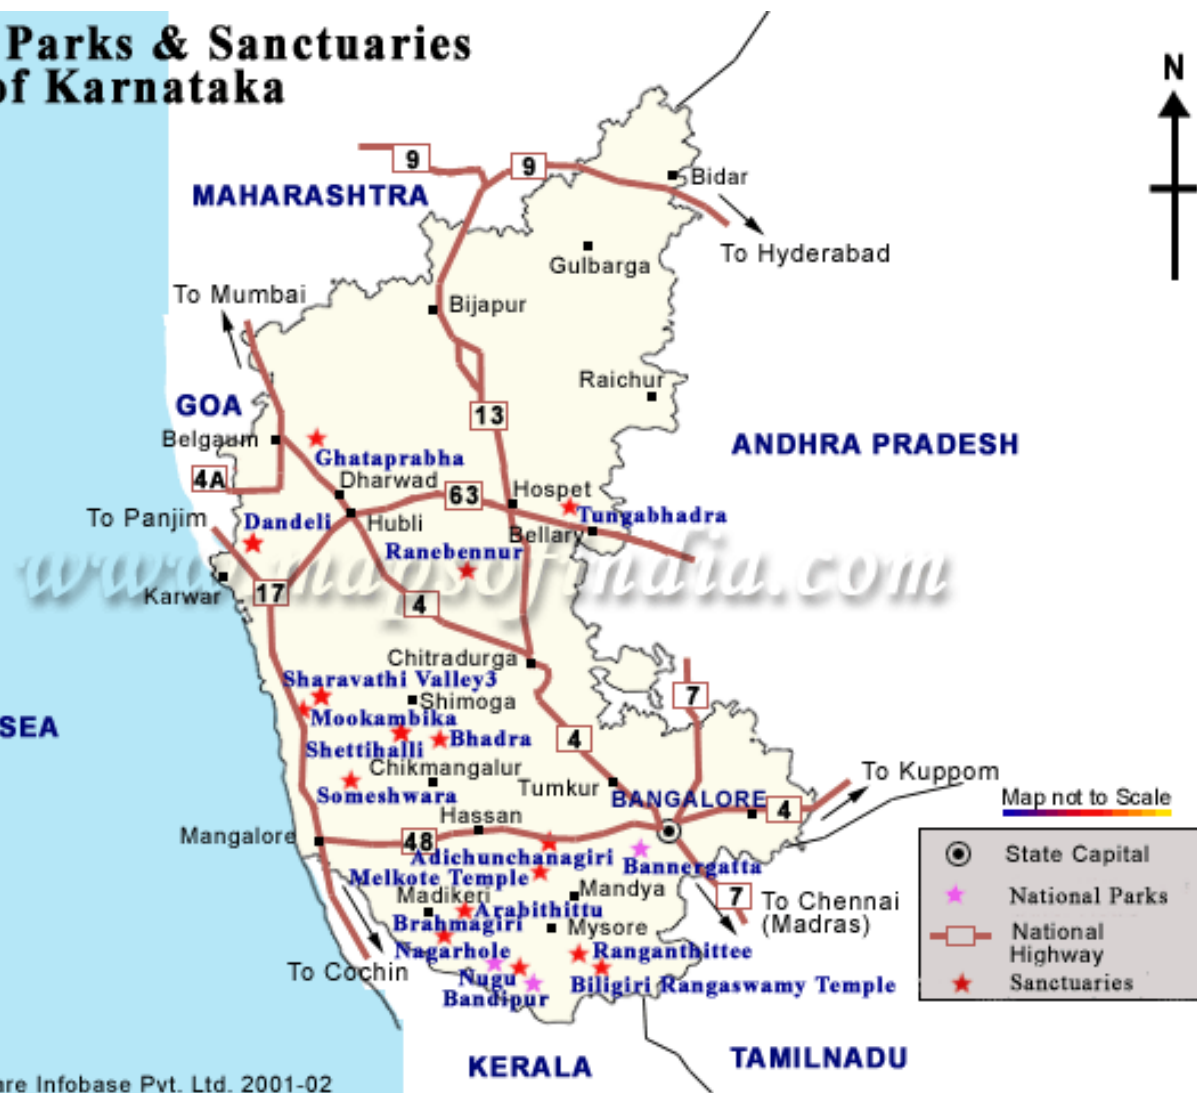 Parks & Sanctuaries
of Karnataka
N
9
9
Bidar
MAHARASHTRA
To Hyderabad
Gulbarga
To Mumbai
Bijapur
Raichur
GOA
13
Belgaum
ANDHRA PRADESH
Ghataprabha
4A
Dharwad
63
Hospet
To Panjim
Dandeli
Hubli
Tungabhadra
Bellary
Ranebennur
www.mapsofindia.com
Karwar
17
4
Chitradurga
Sharavathi Valley3
Shimoga
7
Mookambika
SEA
Shettihalli
Bhadra
4
Chikmangalur
To Kuppom
Someshwara
Tumkur
BANGALORE
Map not to Scale
4
Hassan
Mangalore
48
Adichunchanagiri
Bannergatta
State Capital
Melkote Temple
Madikeri
Mandya
7
To Chennai
(Madras)
National Parks
Arabithittu
Brahmagiri
Mysore
National
Highway
Nagarhole
Ranganthittee
To Cochin
Nugu
Biligiri Rangaswamy Temple
Sanctuaries
Bandipur
KERALA
TAMILNADU
are Infobase Pvt. Ltd. 2001-02